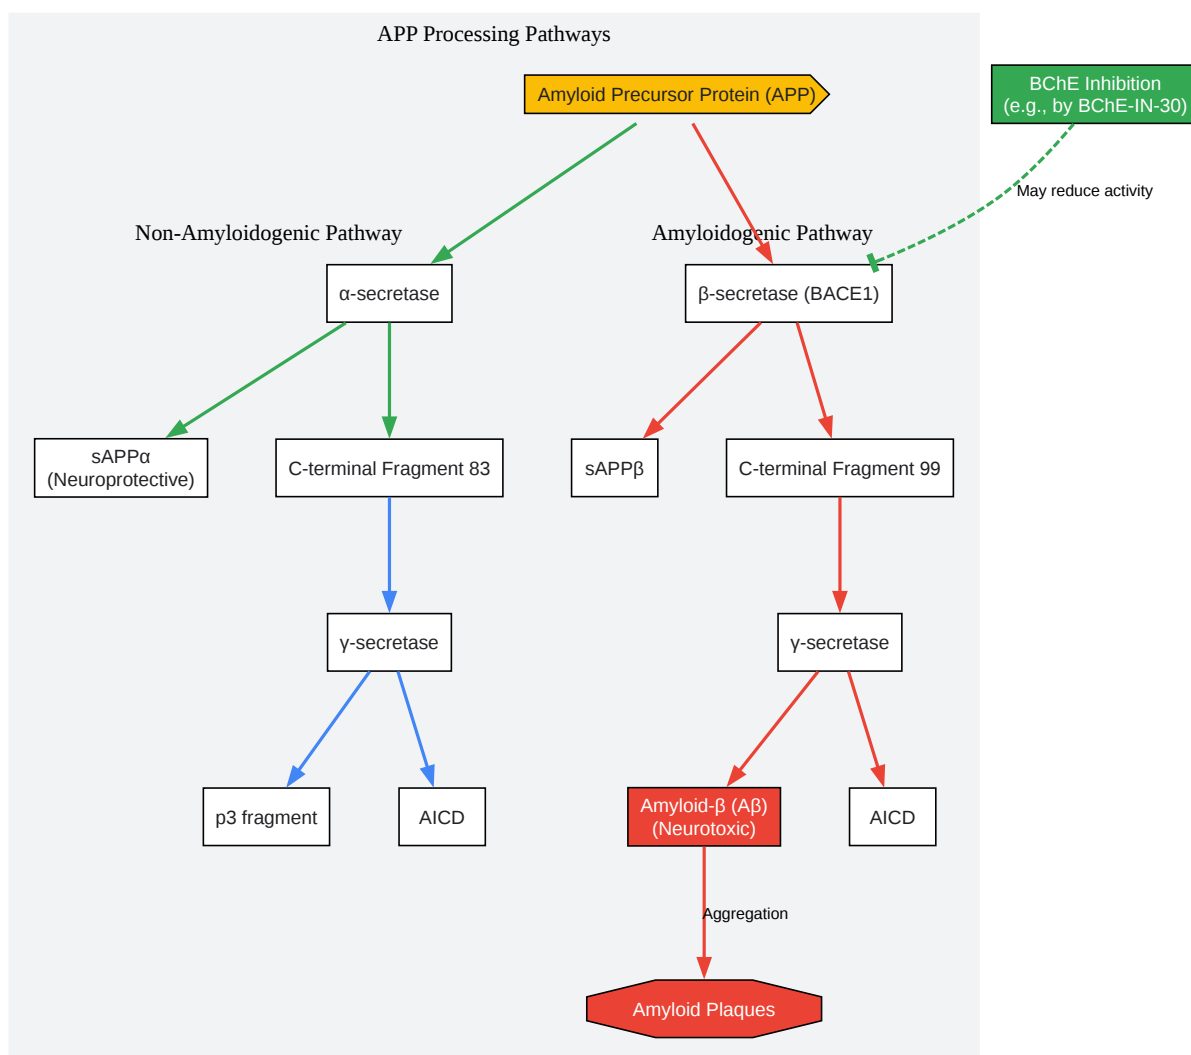 APP Processing Pathways
Amyloid Precursor Protein (APP)
BChE Inhibition
(e.g., by BChE-IN-30)
May reduce activity
Non-Amyloidogenic Pathway
Amyloidogenic Pathway
α-secretase
β-secretase (BACE1)
sAPPα
(Neuroprotective)
C-terminal Fragment 83
sAPPβ
C-terminal Fragment 99
γ-secretase
γ-secretase
p3 fragment
AICD
Amyloid-β (Aβ)
(Neurotoxic)
AICD
Aggregation
Amyloid Plaques